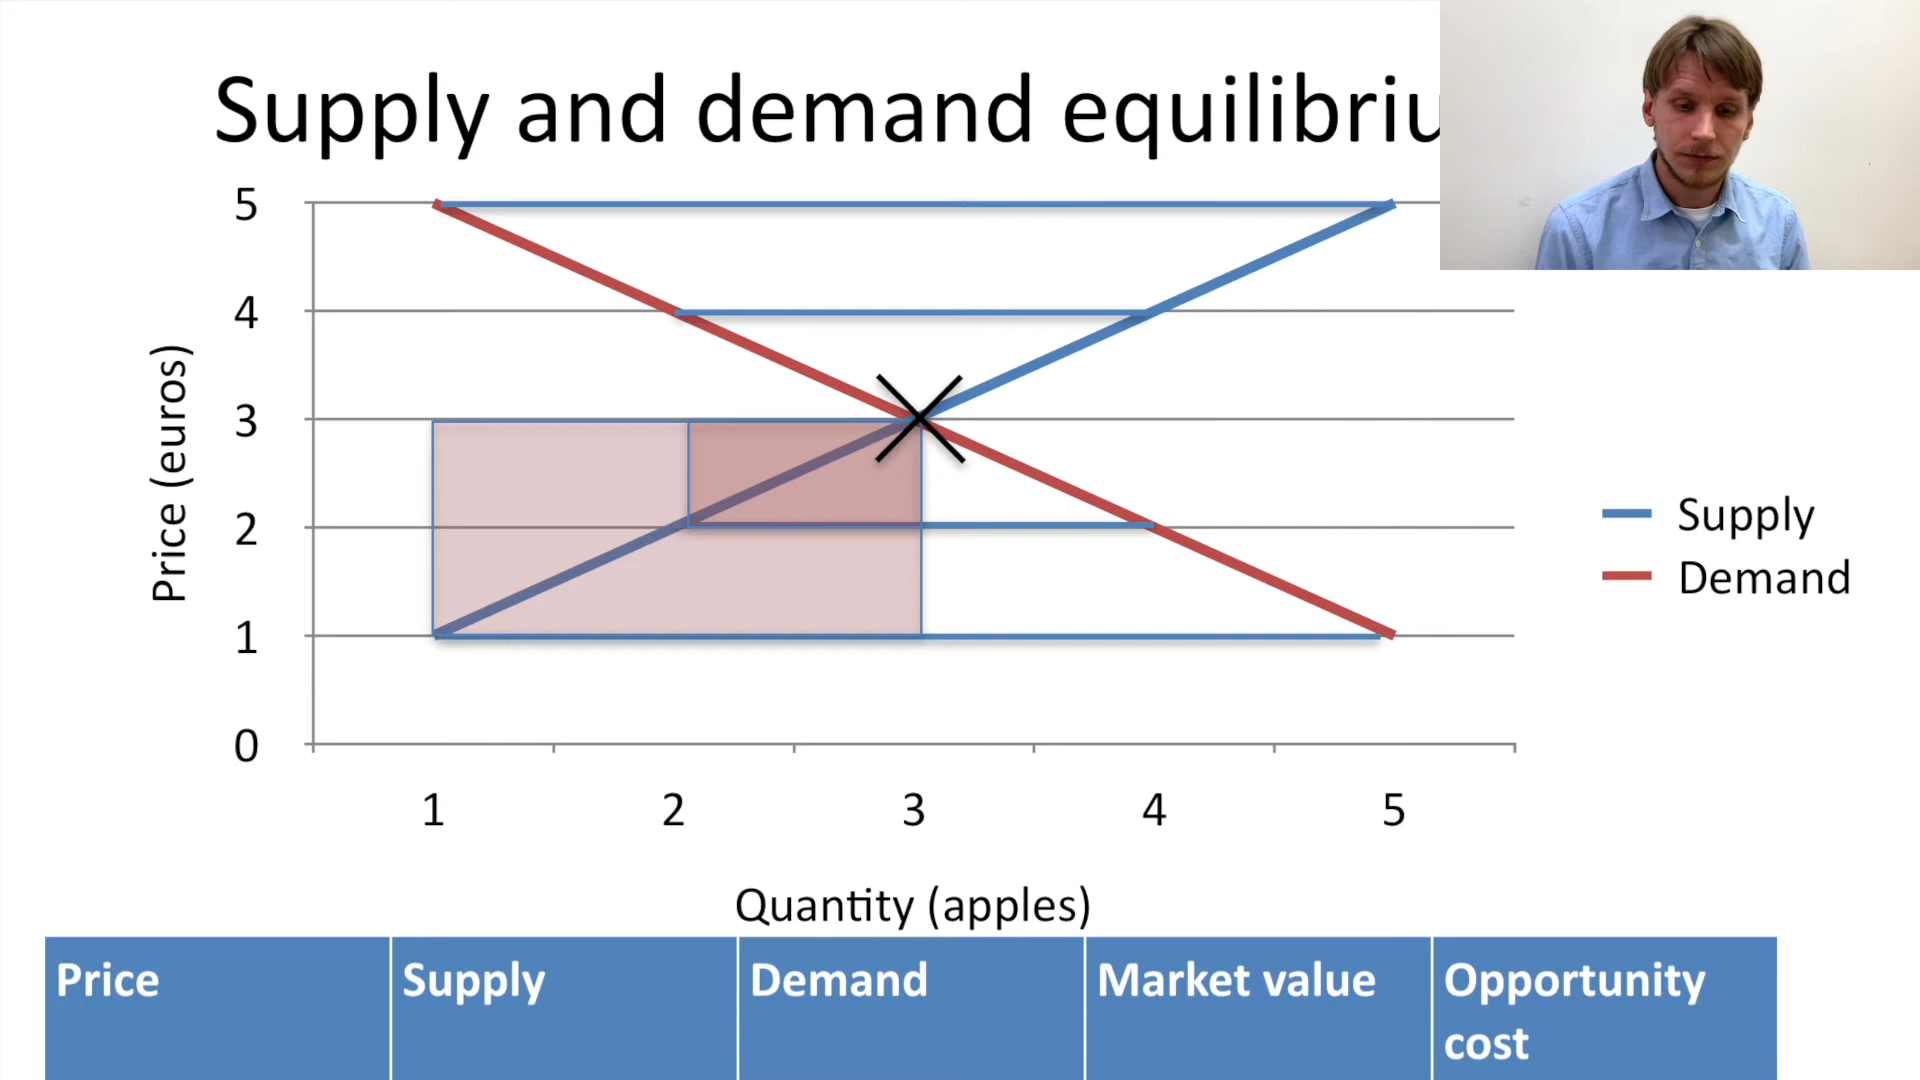 Supply and demand equilibriu
5
4
3
2
1
0
Price (euros)
1 2 3 4 5
Quantity (apples)
Supply
Demand
Price Supply Demand Market value Opportunity
cost